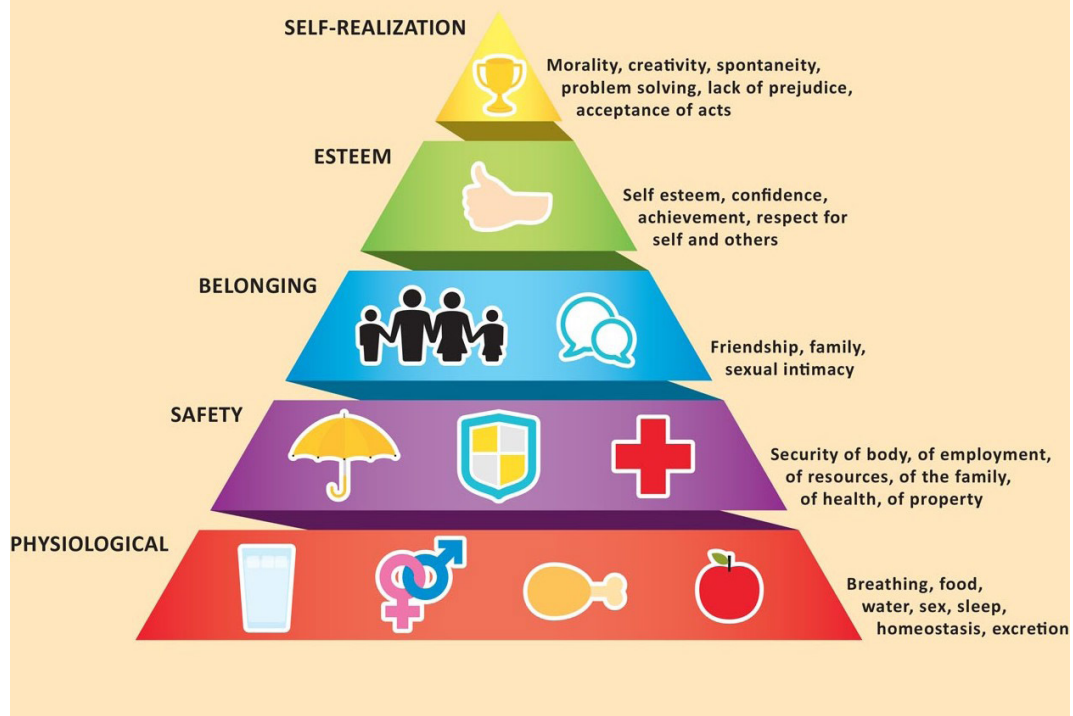 SELF-REALIZATION
Morality, creativity, spontaneity,
problem solving, lack of prejudice,
acceptance of acts
ESTEEM
Self esteem, confidence,
achievement, respect for
self and others
BELONGING
Friendship, family,
sexual intimacy
SAFETY
Security of body, of employment,
of resources, of the family,
of health, of property
PHYSIOLOGICAL
Breathing, food,
water, sex, sleep,
homeostasis, excretion